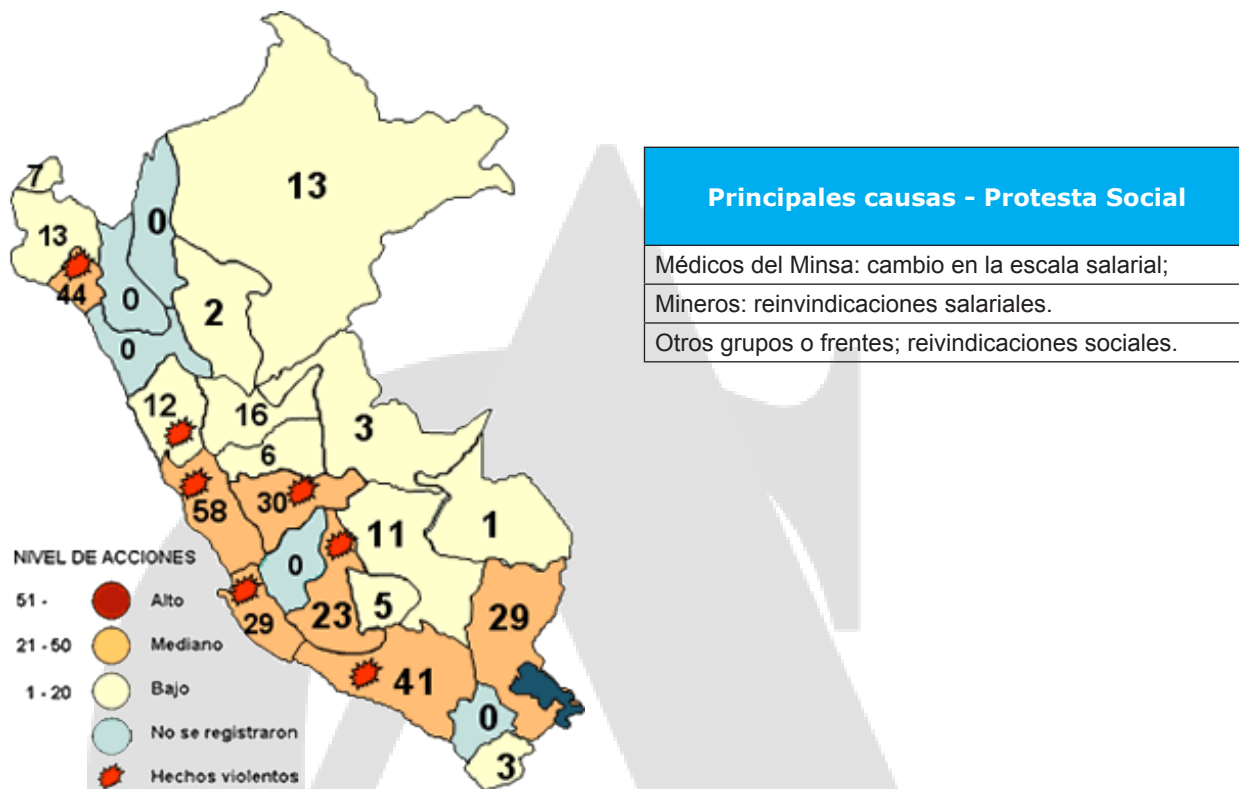 13
7
0
13
44
0
2
0
12
16
3
6
58
30
11
1
0
23
5
29
29
41
0
3
NIVEL DE ACCIONES
51 - Alto
21 - 50 Mediano
1 - 20 Bajo
No se registraron
Hechos violentos
Principales causas - Protesta Social
Médicos del Minsa: cambio en la escala salarial;
Mineros: reinvindicaciones salariales.
Otros grupos o frentes; reivindicaciones sociales.